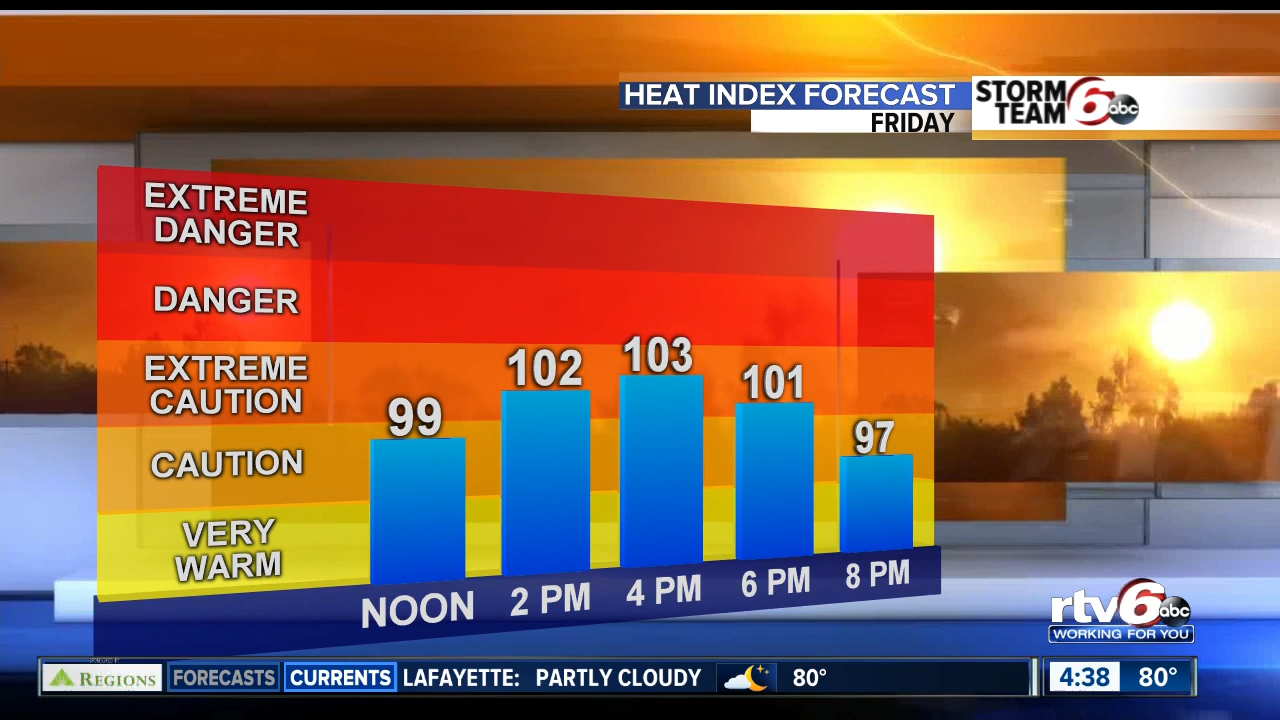 HEAT INDEX FORECAST
FRIDAY
STORM
TEAM 6 abc
EXTREME
DANGER
DANGER
EXTREME
CAUTION
CAUTION
VERY
WARM
99
102
103
101
97
NOON
2 PM
4 PM
6 PM
8 PM
rtv6 abc
WORKING FOR YOU
SPONSORED BY
REGIONS
FORECASTS
CURRENTS
LAFAYETTE: PARTLY CLOUDY 80°
4:38 80°